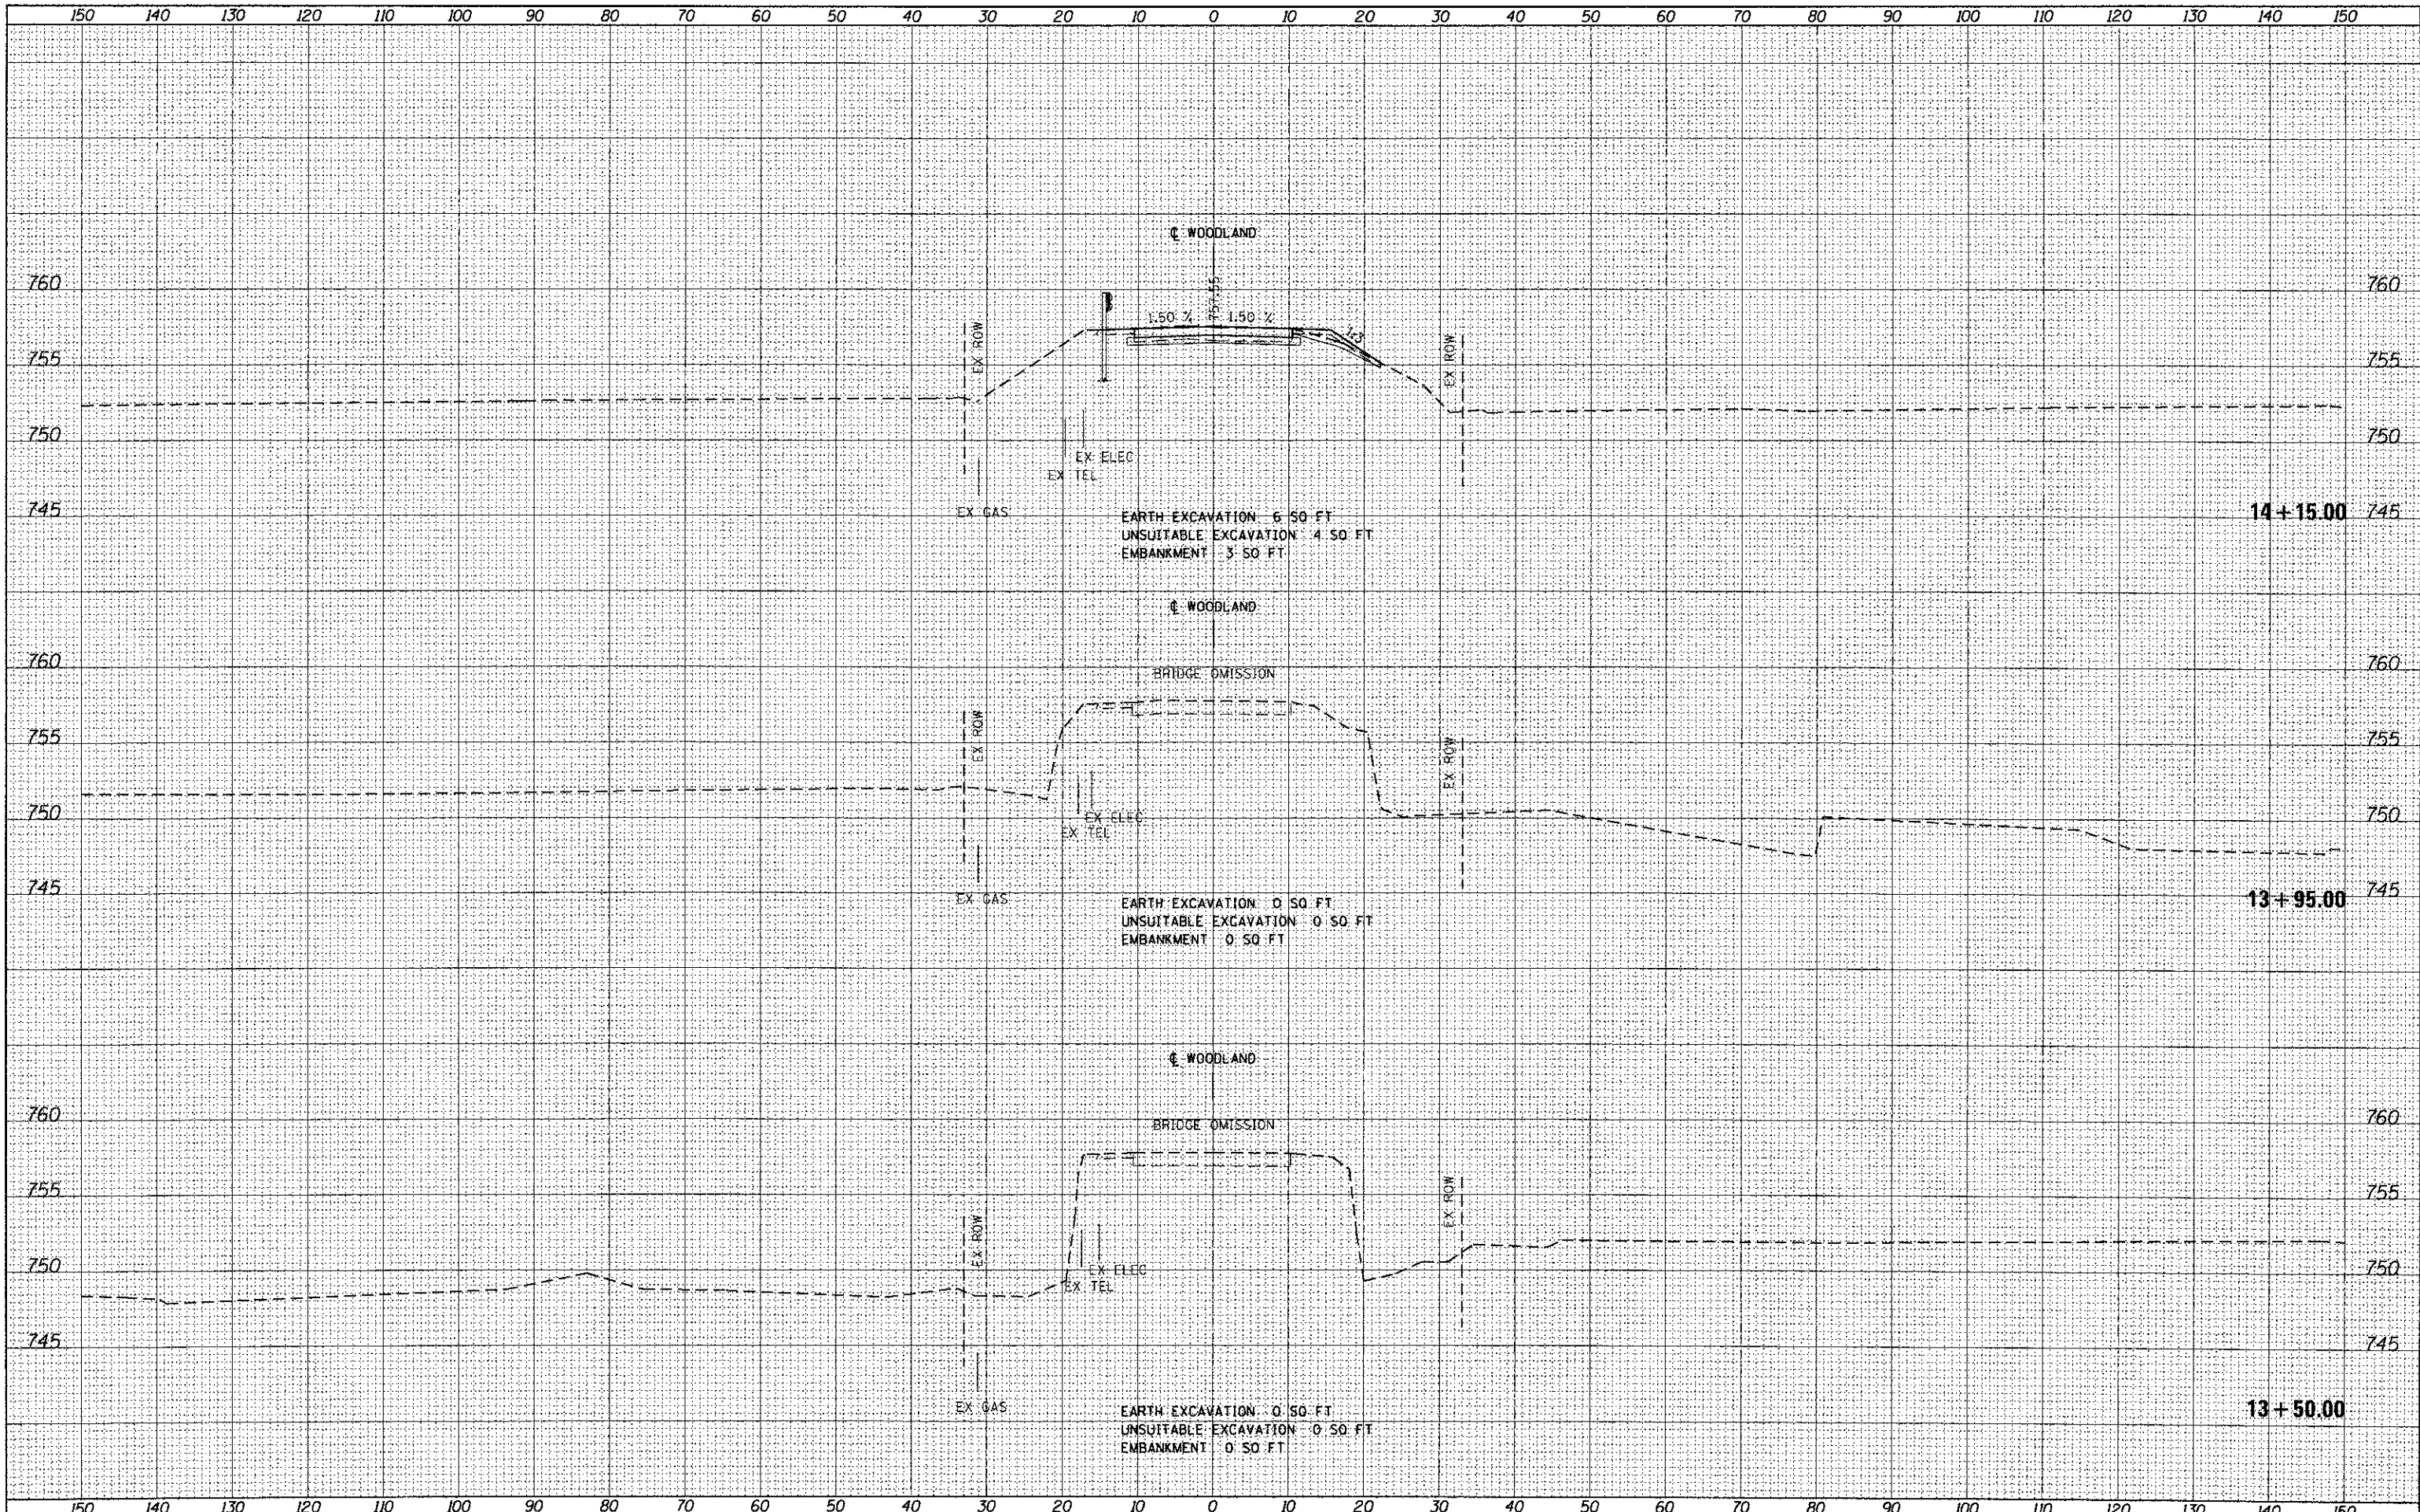 150 140 130 120 110 100 90 80 70 60 50 40 30 20 10 0 10 20 30 40 50 60 70 80 90 100 110 120 130 140 150
℄ WOODLAND
760 760
757.55
1.50 % 1.50 %
1:3
EX ROW EX ROW
755 755
750 750
EX ELEC
EX TEL
EX GAS
745 14+15.00 745
EARTH EXCAVATION 6 SQ FT
UNSUITABLE EXCAVATION 4 SQ FT
EMBANKMENT 3 SQ FT
℄ WOODLAND
760 760
BRIDGE OMISSION
EX ROW EX ROW
755 755
750 750
EX ELEC
EX TEL
745 745
EX GAS 13+95.00
EARTH EXCAVATION 0 SQ FT
UNSUITABLE EXCAVATION 0 SQ FT
EMBANKMENT 0 SQ FT
℄ WOODLAND
760 760
BRIDGE OMISSION
755 755
EX ROW EX ROW
750 750
EX ELEC
EX TEL
745 745
EX GAS 13+50.00
EARTH EXCAVATION 0 SQ FT
UNSUITABLE EXCAVATION 0 SQ FT
EMBANKMENT 0 SQ FT
150 140 130 120 110 100 90 80 70 60 50 40 30 20 10 0 10 20 30 40 50 60 70 80 90 100 110 120 130 140 150